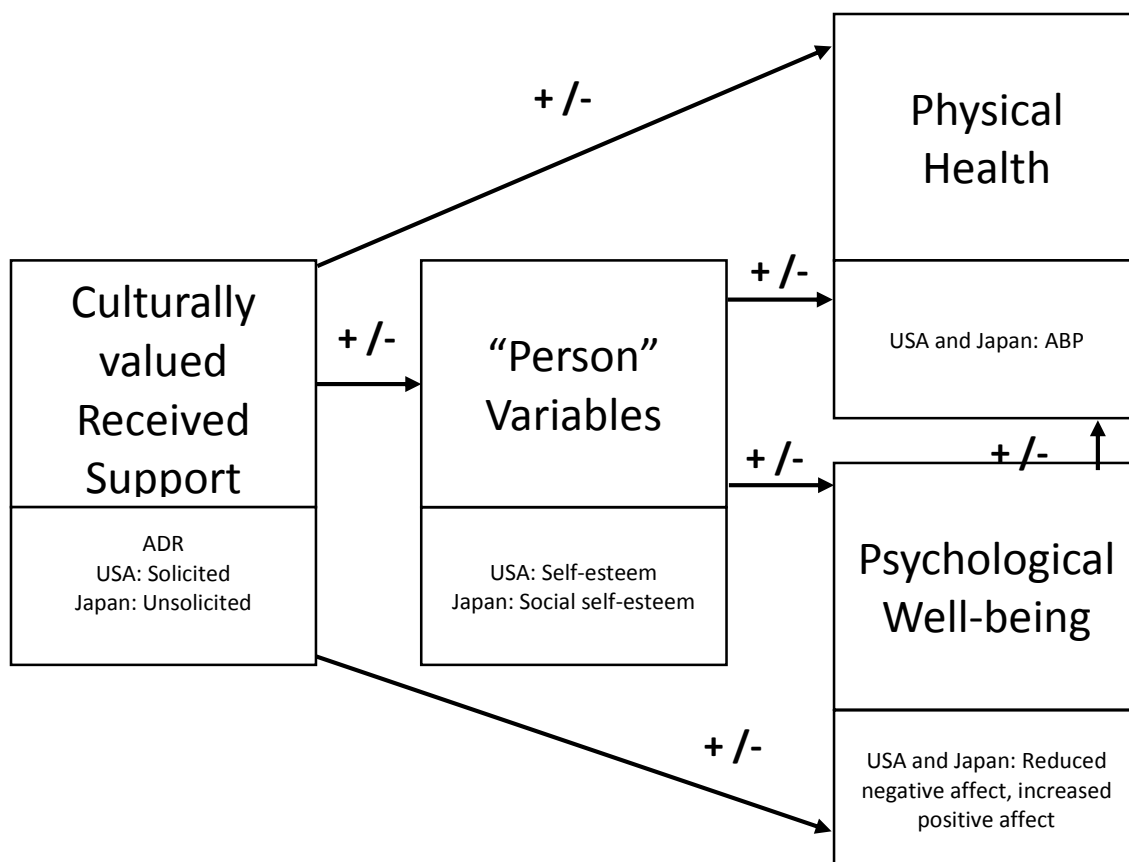 + /-
Physical
Health
Culturally
valued
Received
Support
+ /-
“Person”
Variables
+ /-
USA and Japan: ABP
+ /-
+ /-
ADR
USA: Solicited
Japan: Unsolicited
USA: Self-esteem
Japan: Social self-esteem
Psychological
Well-being
+ /-
USA and Japan: Reduced
negative affect, increased
positive affect